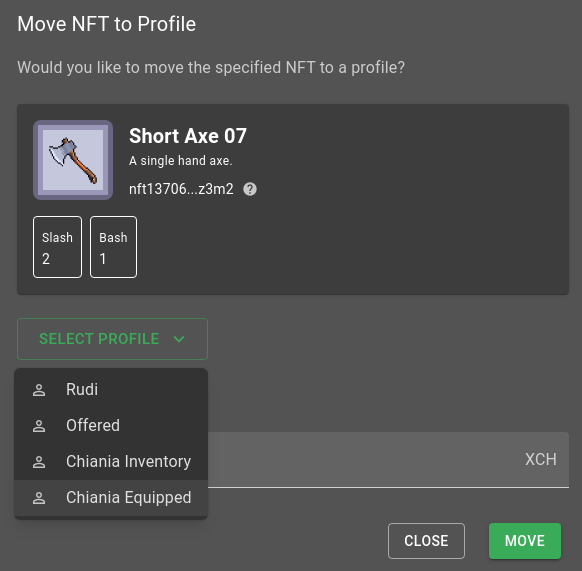 Move NFT to Profile
Would you like to move the specified NFT to a profile?
Short Axe 07
A single hand axe.
nft13706...z3m2 ?
Slash
2
Bash
1
SELECT PROFILE
Rudi
Offered
Chiania Inventory
Chiania Equipped
XCH
CLOSE
MOVE